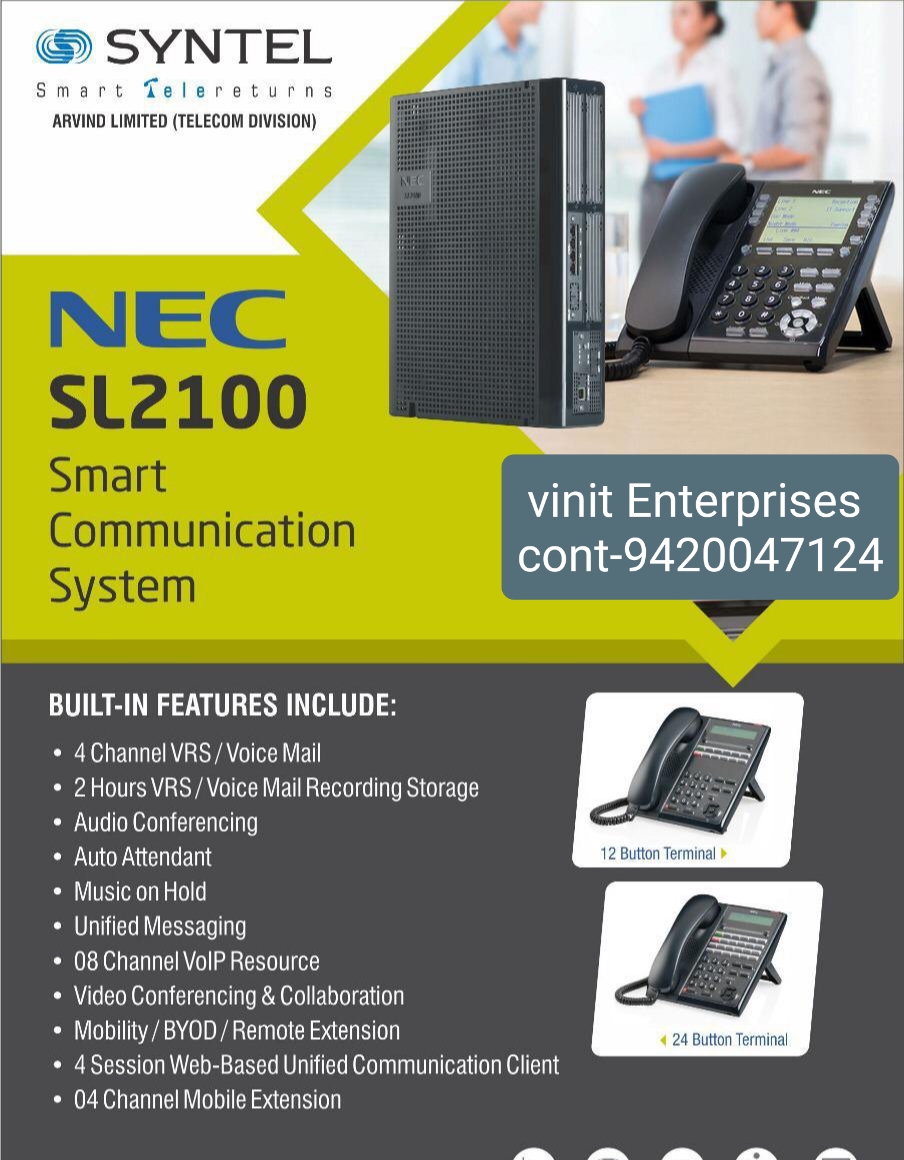 SYNTEL
Smart Telereturns
ARVIND LIMITED (TELECOM DIVISION)
NEC
SL2100
Smart
Communication
System
NEC
NEC
vinit Enterprises
cont-9420047124
BUILT-IN FEATURES INCLUDE:
• 4 Channel VRS / Voice Mail
• 2 Hours VRS / Voice Mail Recording Storage
• Audio Conferencing
• Auto Attendant
• Music on Hold
• Unified Messaging
• 08 Channel VoIP Resource
• Video Conferencing & Collaboration
• Mobility / BYOD / Remote Extension
• 4 Session Web-Based Unified Communication Client
• 04 Channel Mobile Extension
12 Button Terminal
24 Button Terminal